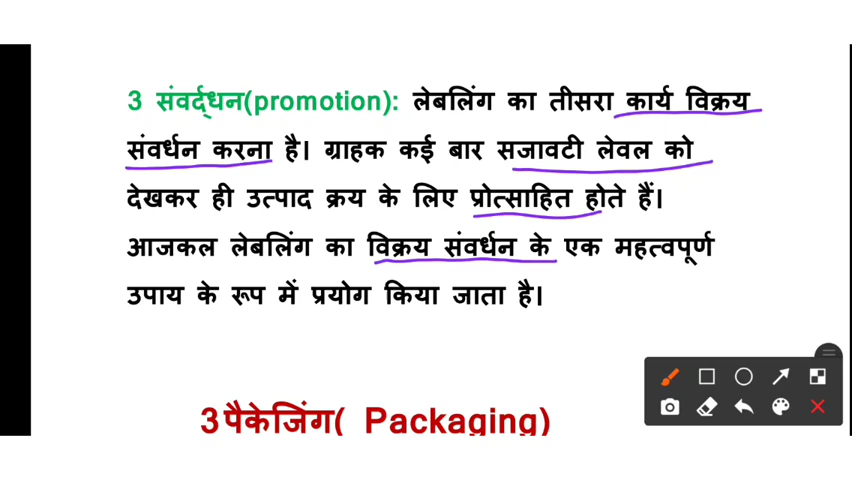 3 संवर्द्धन(promotion): लेबलिंग का तीसरा कार्य विक्रय
संवर्धन करना है। ग्राहक कई बार सजावटी लेवल को
देखकर ही उत्पाद क्रय के लिए प्रोत्साहित होते हैं।
आजकल लेबलिंग का विक्रय संवर्धन के एक महत्वपूर्ण
उपाय के रूप में प्रयोग किया जाता है।
3पैकेजिंग( Packaging)